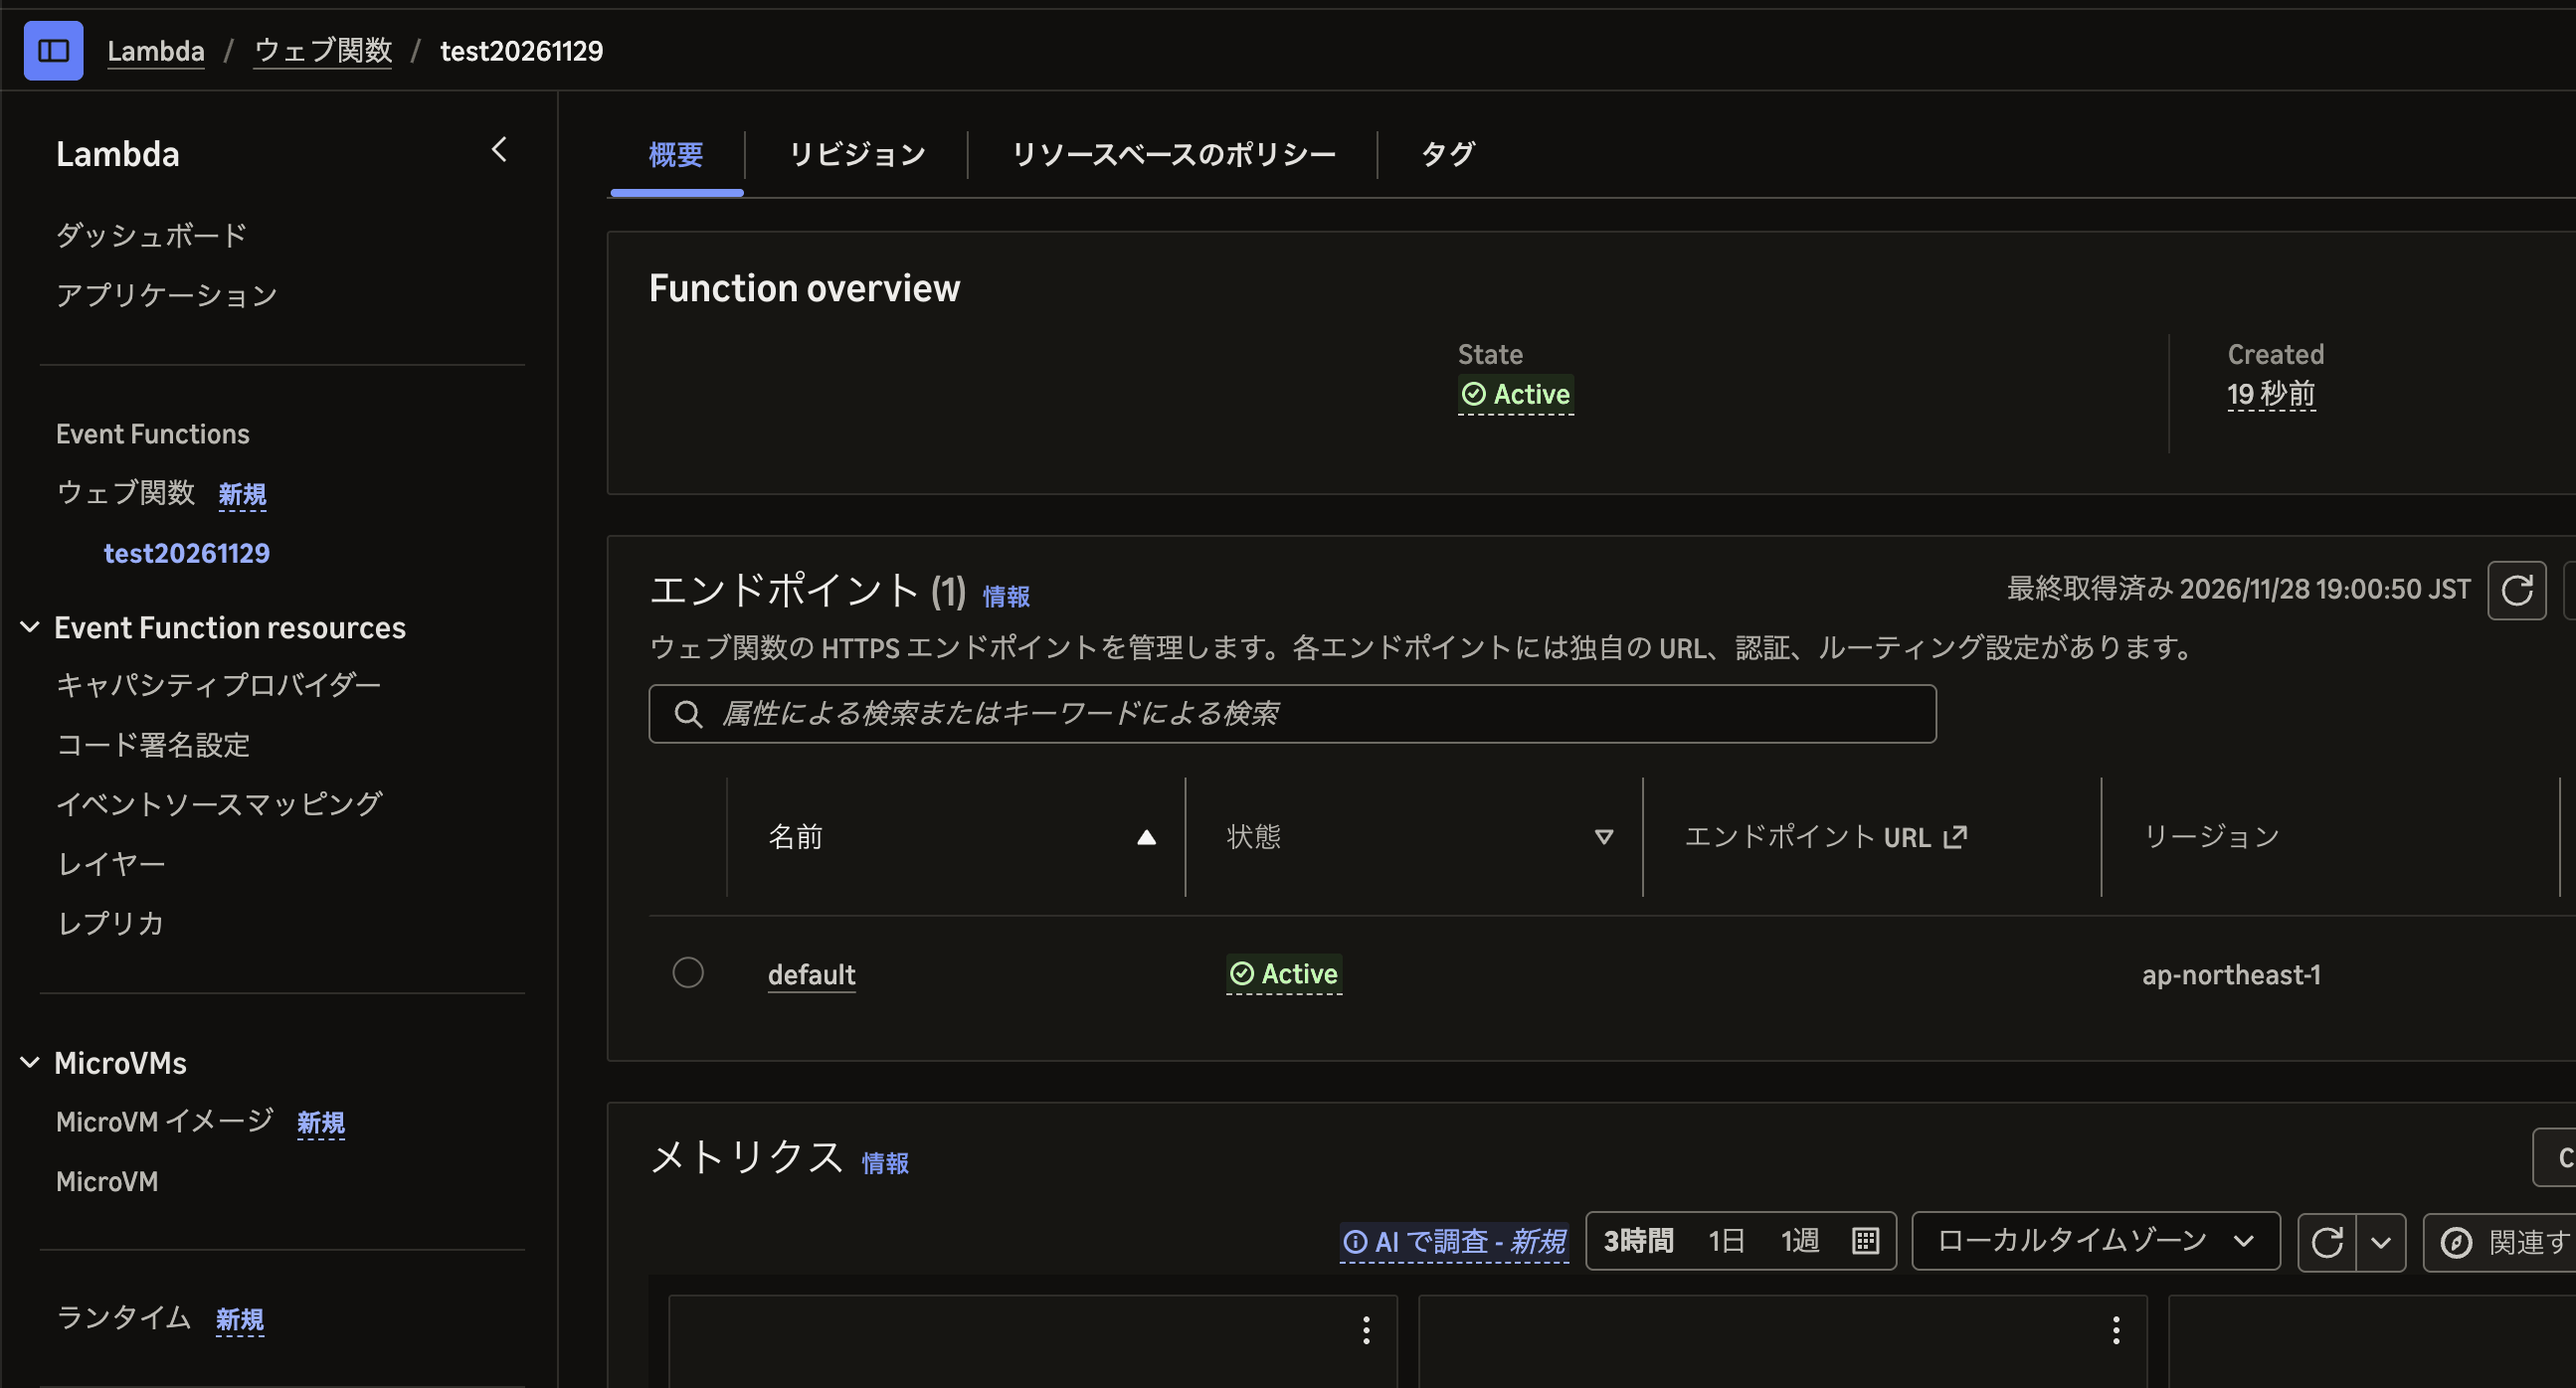 Lambda / ウェブ関数 / test20261129
Lambda
ダッシュボード
アプリケーション
Event Functions
ウェブ関数 新規
test20261129
Event Function resources
キャパシティプロバイダー
コード署名設定
イベントソースマッピング
レイヤー
レプリカ
MicroVMs
MicroVM イメージ 新規
MicroVM
ランタイム 新規
概要 リビジョン リソースベースのポリシー タグ
Function overview
State
Active
Created
19 秒前
エンドポイント (1) 情報
最終取得済み 2026/11/28 19:00:50 JST
ウェブ関数の HTTPS エンドポイントを管理します。各エンドポイントには独自の URL、認証、ルーティング設定があります。
属性による検索またはキーワードによる検索
名前 状態 エンドポイント URL リージョン
default Active ap-northeast-1
メトリクス 情報
AI で調査 - 新規 3時間 1日 1週 ローカルタイムゾーン 関連す